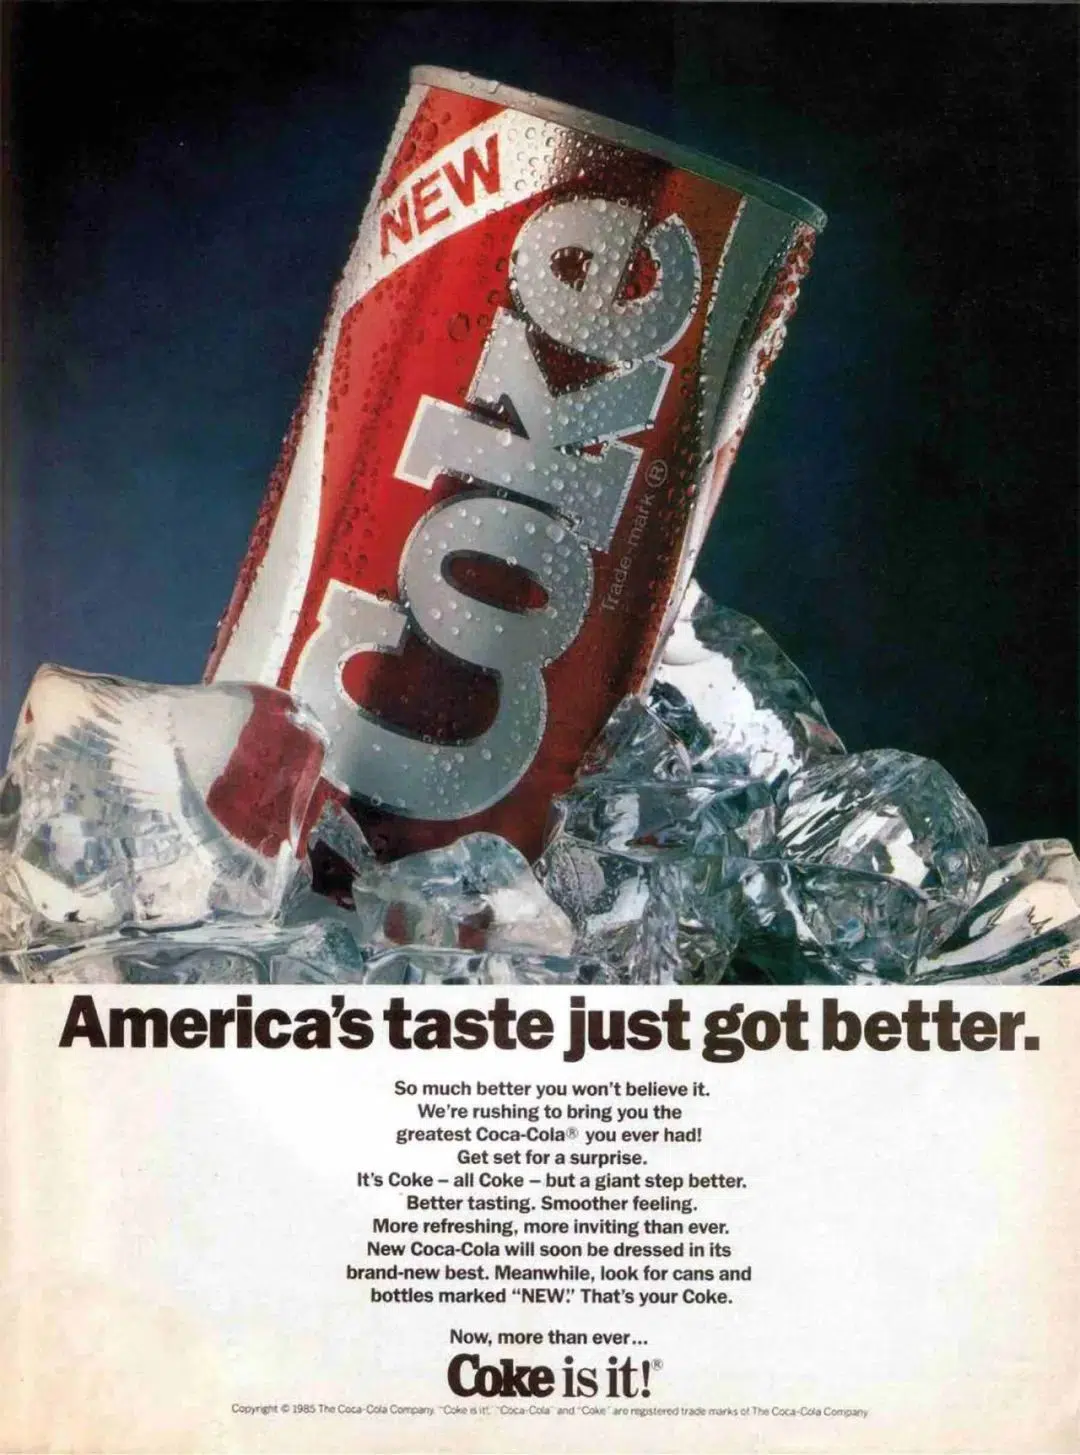 NEW
Coke
Trade-mark ®
America's taste just got better.
So much better you won't believe it.
We're rushing to bring you the
greatest Coca-Cola® you ever had!
Get set for a surprise.
It's Coke – all Coke – but a giant step better.
Better tasting. Smoother feeling.
More refreshing, more inviting than ever.
New Coca-Cola will soon be dressed in its
brand-new best. Meanwhile, look for cans and
bottles marked “NEW.” That's your Coke.
Now, more than ever...
Coke is it!®
Copyright © 1985 The Coca-Cola Company. “Coke is it!,” “Coca-Cola” and “Coke” are registered trade marks of The Coca-Cola Company